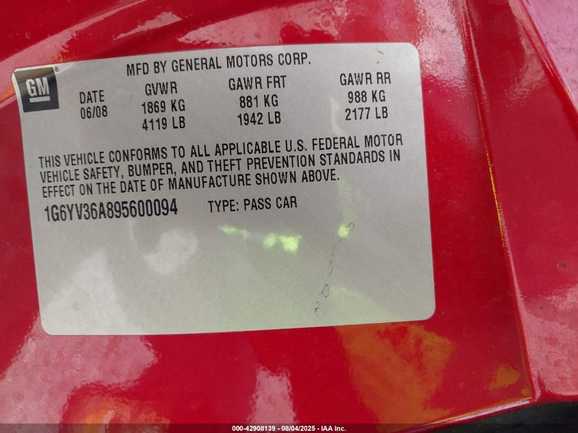 MFD BY GENERAL MOTORS CORP.
GM
DATE GVWR GAWR FRT GAWR RR
06/08 1869 KG 881 KG 988 KG
4119 LB 1942 LB 2177 LB
THIS VEHICLE CONFORMS TO ALL APPLICABLE U.S. FEDERAL MOTOR
VEHICLE SAFETY, BUMPER, AND THEFT PREVENTION STANDARDS IN
EFFECT ON THE DATE OF MANUFACTURE SHOWN ABOVE.
1G6YV36A895600094 TYPE: PASS CAR
000-42908139 - 08/04/2025 - IAA Inc.